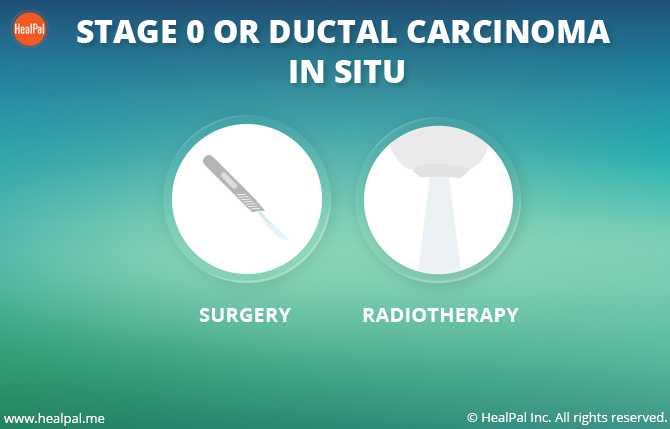 HealPal
STAGE 0 OR DUCTAL CARCINOMA
IN SITU
SURGERY
RADIOTHERAPY
www.healpal.me
© HealPal Inc. All rights reserved.